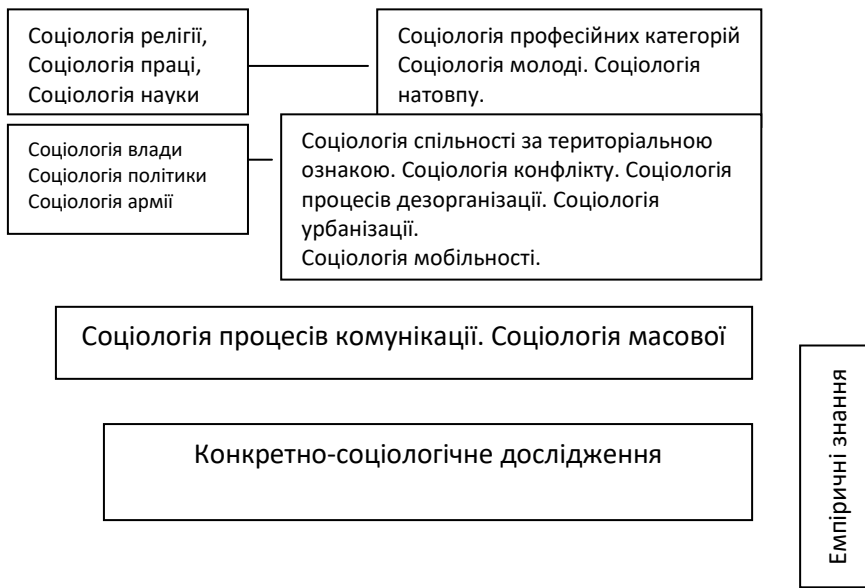 Соціологія релігії,
Соціологія праці,
Соціологія науки
Соціологія професійних категорій
Соціологія молоді. Соціологія
натовпу.
Соціологія влади
Соціологія політики
Соціологія армії
Соціологія спільності за територіальною
ознакою. Соціологія конфлікту. Соціологія
процесів дезорганізації. Соціологія
урбанізації.
Соціологія мобільності.
Соціологія процесів комунікації. Соціологія масової
Конкретно-соціологічне дослідження
Емпіричні знання